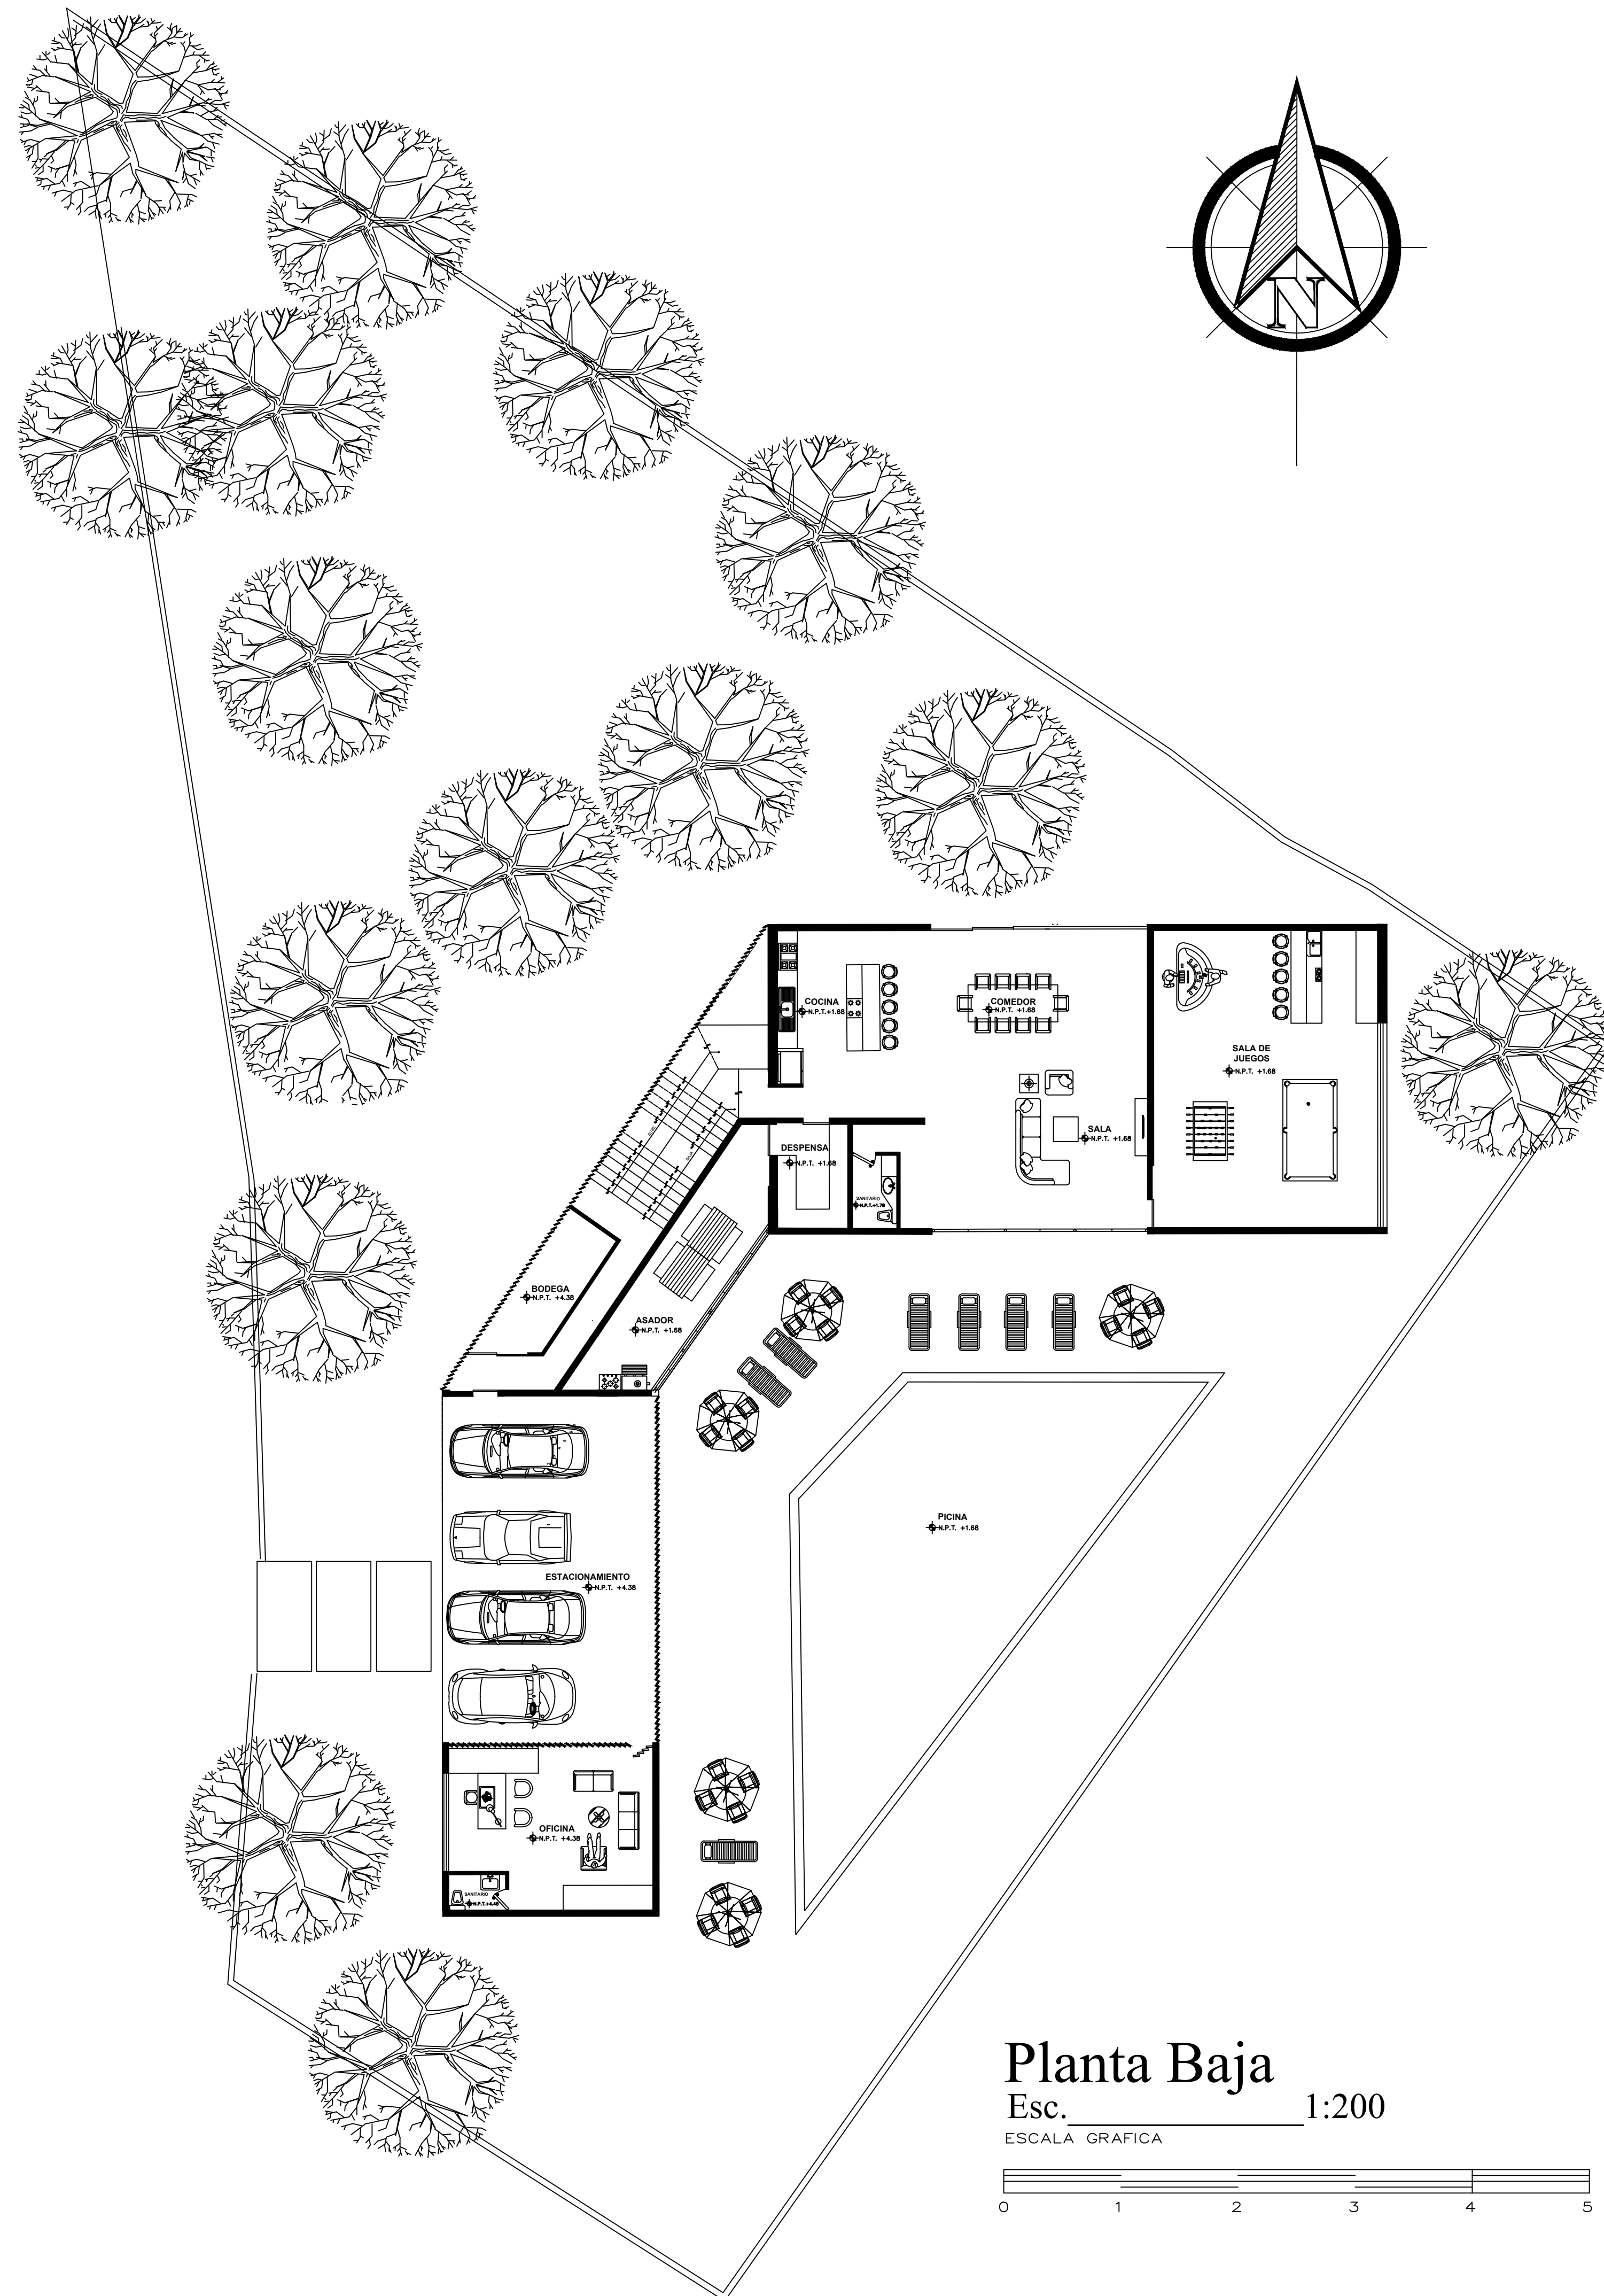 N
COCINA
N.P.T.+1.68
COMEDOR
N.P.T. +1.68
SALA DE
JUEGOS
N.P.T. +1.68
SALA
N.P.T. +1.68
DESPENSA
N.P.T. +1.68
SANITARIO
N.P.T.+1.78
BODEGA
N.P.T. +4.38
ASADOR
N.P.T. +1.68
PICINA
N.P.T. +1.68
ESTACIONAMIENTO
N.P.T. +4.38
OFICINA
N.P.T. +4.38
SANITARIO
Planta Baja
Esc.______________1:200
ESCALA GRAFICA
0 1 2 3 4 5